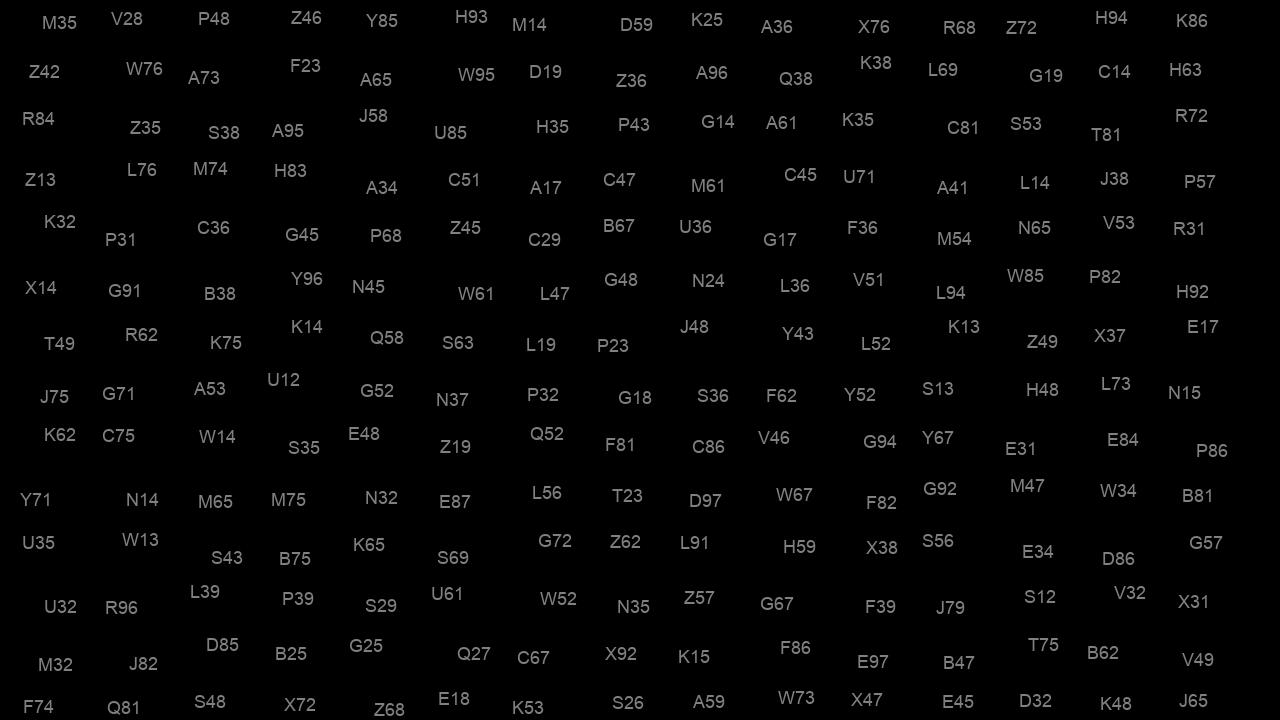 M35 V28 P48 Z46 Y85 H93 M14 D59 K25 A36 X76 R68 Z72 H94 K86
Z42 W76 A73 F23 A65 W95 D19 Z36 A96 Q38 K38 L69 G19 C14 H63
R84 Z35 S38 A95 J58 U85 H35 P43 G14 A61 K35 C81 S53 T81 R72
Z13 L76 M74 H83 A34 C51 A17 C47 M61 C45 U71 A41 L14 J38 P57
K32 P31 C36 G45 P68 Z45 C29 B67 U36 G17 F36 M54 N65 V53 R31
X14 G91 B38 Y96 N45 W61 L47 G48 N24 L36 V51 L94 W85 P82 H92
T49 R62 K75 K14 Q58 S63 L19 P23 J48 Y43 L52 K13 Z49 X37 E17
J75 G71 A53 U12 G52 N37 P32 G18 S36 F62 Y52 S13 H48 L73 N15
K62 C75 W14 S35 E48 Z19 Q52 F81 C86 V46 G94 Y67 E31 E84 P86
Y71 N14 M65 M75 N32 E87 L56 T23 D97 W67 F82 G92 M47 W34 B81
U35 W13 S43 B75 K65 S69 G72 Z62 L91 H59 X38 S56 E34 D86 G57
U32 R96 L39 P39 S29 U61 W52 N35 Z57 G67 F39 J79 S12 V32 X31
M32 J82 D85 B25 G25 Q27 C67 X92 K15 F86 E97 B47 T75 B62 V49
F74 Q81 S48 X72 Z68 E18 K53 S26 A59 W73 X47 E45 D32 K48 J65